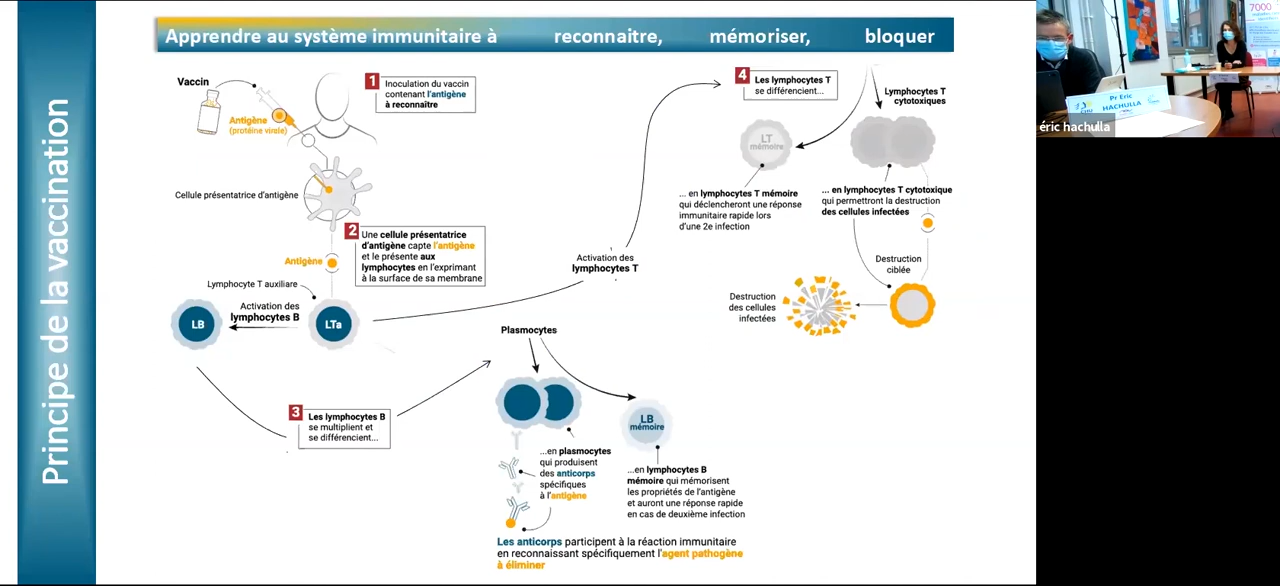 Principe de la vaccination
Apprendre au système immunitaire à reconnaitre, mémoriser, bloquer
Vaccin
Antigène
(protéine virale)
1 Inoculation du vaccin
contenant l'antigène
à reconnaître
Cellule présentatrice d'antigène
2 Une cellule présentatrice
d'antigène capte l'antigène
et le présente aux
lymphocytes en l'exprimant
à la surface de sa membrane
Antigène
Lymphocyte T auxiliare
Activation des
lymphocytes B
LB
LTa
3 Les lymphocytes B
se multiplient et
se différencient...
Activation des
lymphocytes T
Plasmocytes
LB
mémoire
...en plasmocytes
qui produisent
des anticorps
spécifiques
à l'antigène
...en lymphocytes B
mémoire qui mémorisent
les propriétés de l'antigène
et auront une réponse rapide
en cas de deuxième infection
Les anticorps participent à la réaction immunitaire
en reconnaissant spécifiquement l'agent pathogène
à éliminer
4 Les lymphocytes T
se différencient...
Lymphocytes T
cytotoxiques
LT
mémoire
... en lymphocytes T mémoire
qui déclencheront une réponse
immunitaire rapide lors
d'une 2e infection
... en lymphocytes T cytotoxique
qui permettront la destruction
des cellules infectées
Destruction
ciblée
Destruction
des cellules
infectées
7000
Pr Eric
HACHULLA
éric hachulla